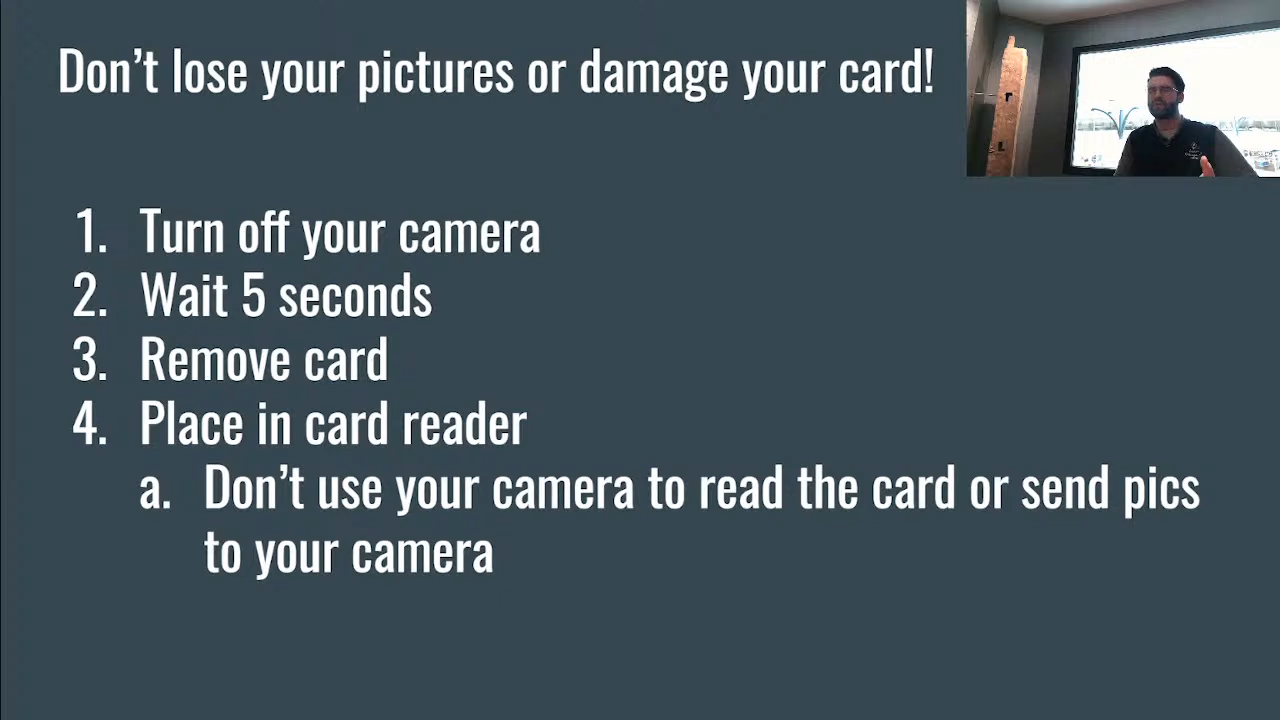 Don't lose your pictures or damage your card!
1. Turn off your camera
2. Wait 5 seconds
3. Remove card
4. Place in card reader
a. Don't use your camera to read the card or send pics
to your camera